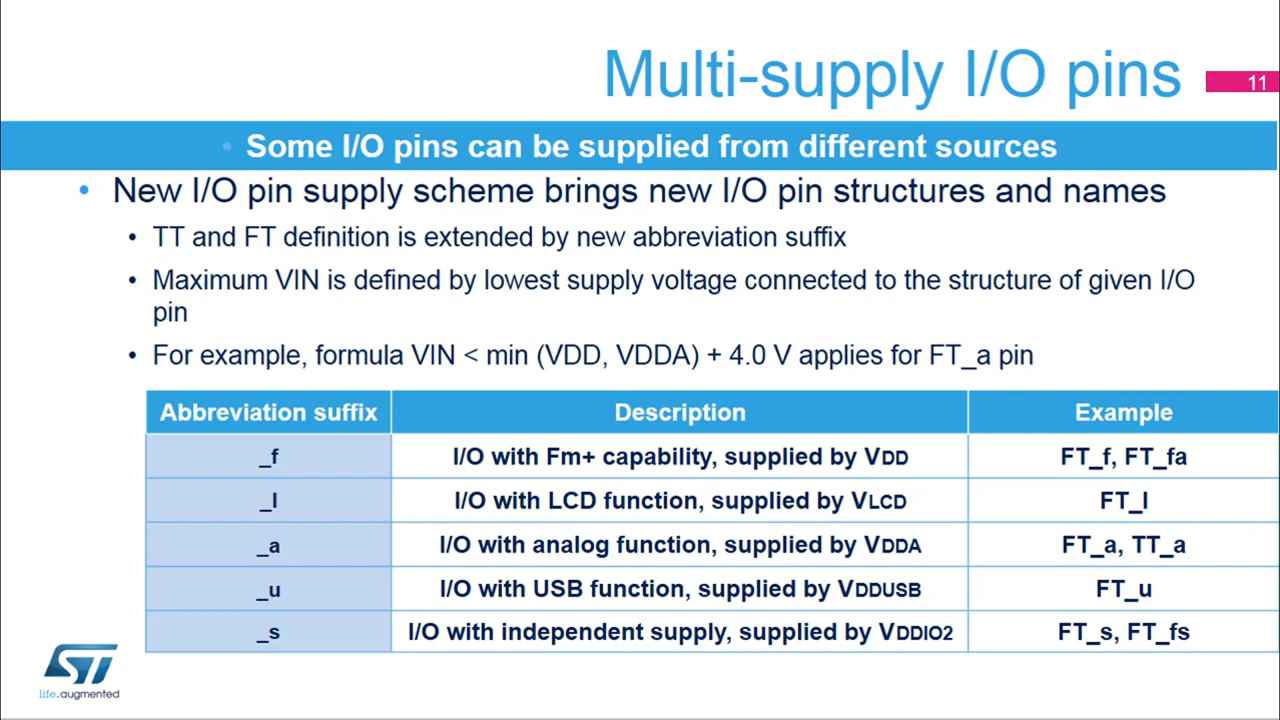 Multi-supply I/O pins
11
• Some I/O pins can be supplied from different sources
• New I/O pin supply scheme brings new I/O pin structures and names
• TT and FT definition is extended by new abbreviation suffix
• Maximum VIN is defined by lowest supply voltage connected to the structure of given I/O
pin
• For example, formula VIN < min (VDD, VDDA) + 4.0 V applies for FT_a pin
Abbreviation suffix Description Example
_f I/O with Fm+ capability, supplied by VDD FT_f, FT_fa
_l I/O with LCD function, supplied by VLCD FT_l
_a I/O with analog function, supplied by VDDA FT_a, TT_a
_u I/O with USB function, supplied by VDDUSB FT_u
_s I/O with independent supply, supplied by VDDIO2 FT_s, FT_fs
ST
life.augmented